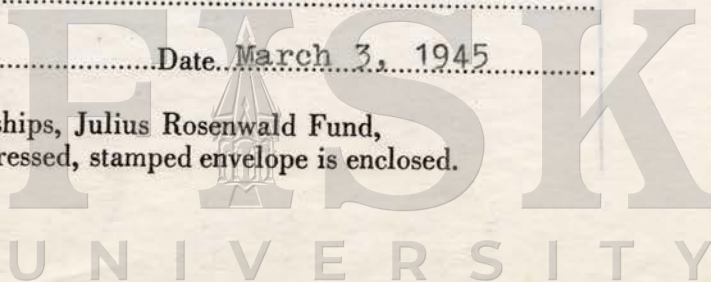 Date March 3, 1945
ships, Julius Rosenwald Fund,
ressed, stamped envelope is enclosed.
FISK
UNIVERSITY